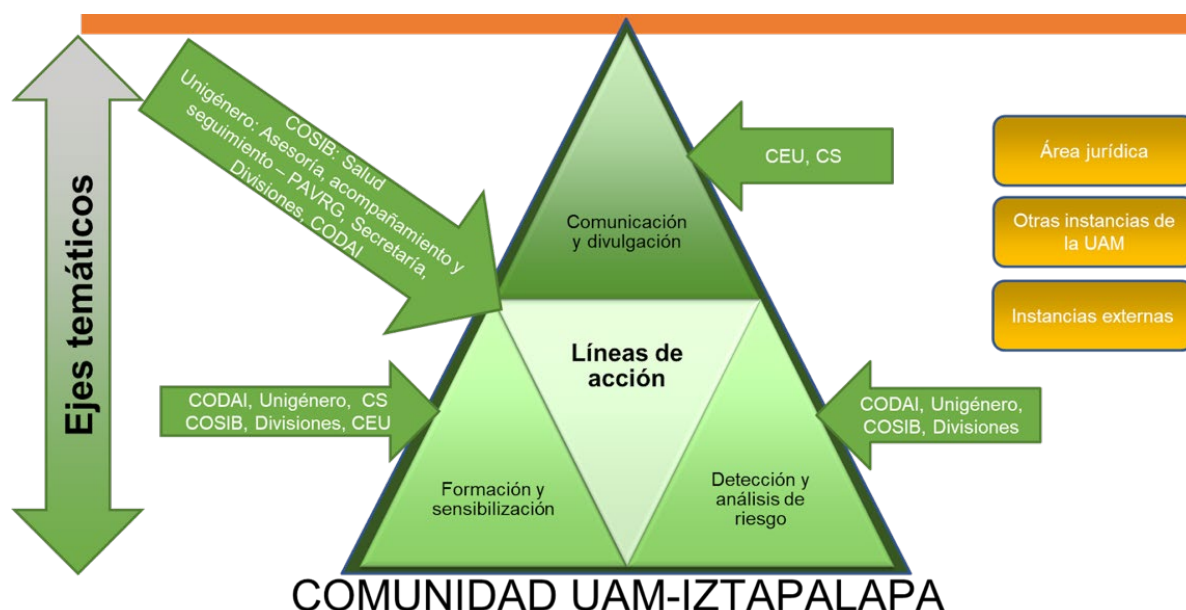 Ejes temáticos
COSIB: Salud
Unigénero: Asesoría, acompañamiento y
seguimiento – PAVRG, Secretaría,
Divisiones, CODAI
CEU, CS
Área jurídica
Otras instancias de
la UAM
Instancias externas
Comunicación
y divulgación
Líneas de
acción
CODAI, Unigénero, CS
COSIB, Divisiones, CEU
CODAI, Unigénero,
COSIB, Divisiones
Formación y
sensibilización
Detección y
análisis de
riesgo
COMUNIDAD UAM-IZTAPALAPA